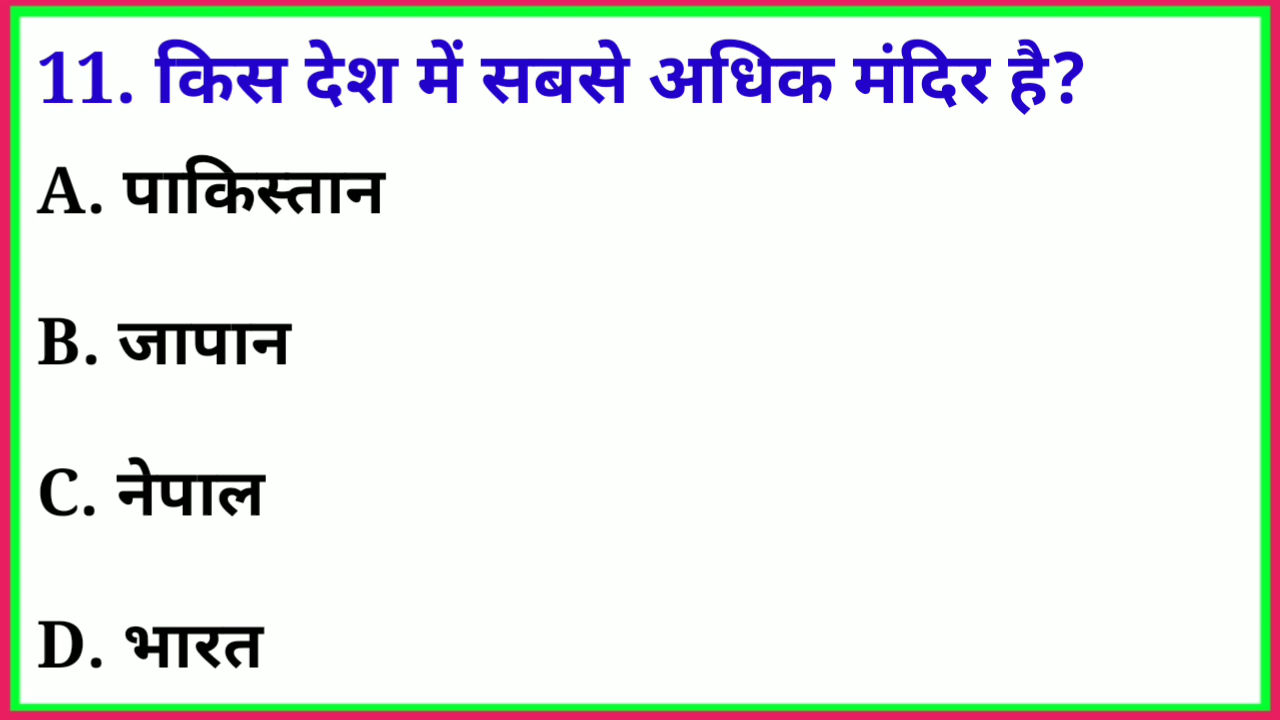 11. किस देश में सबसे अधिक मंदिर है?
A. पाकिस्तान
B. जापान
C. नेपाल
D. भारत